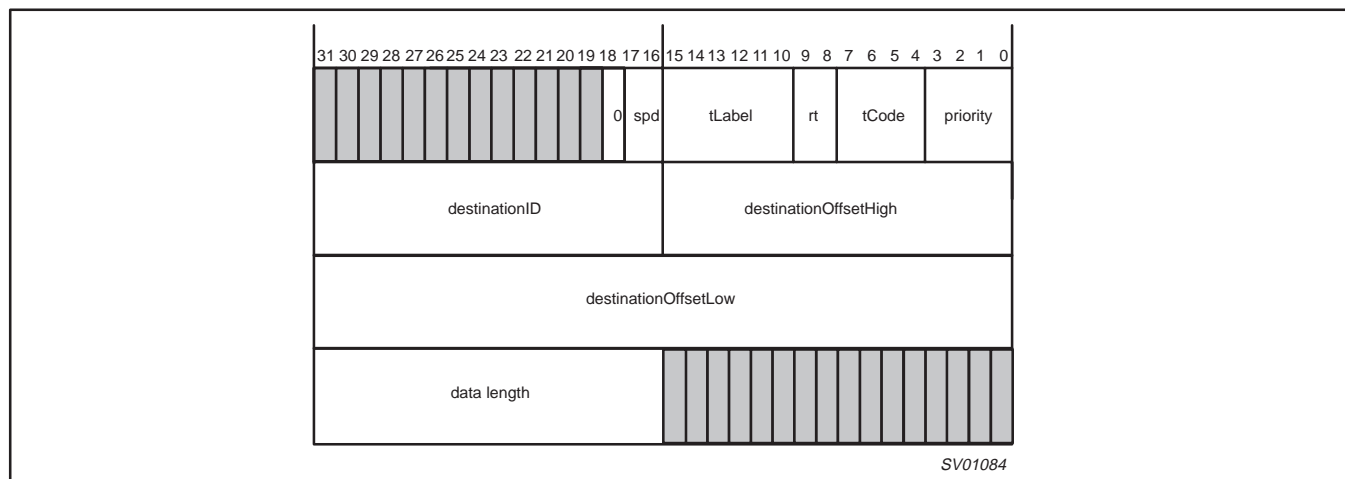 31 30 29 28 27 26 25 24 23 22 21 20 19 18 17 16 15 14 13 12 11 10 9 8 7 6 5 4 3 2 1 0
0 spd tLabel rt tCode priority
destinationID destinationOffsetHigh
destinationOffsetLow
data length
SV01084